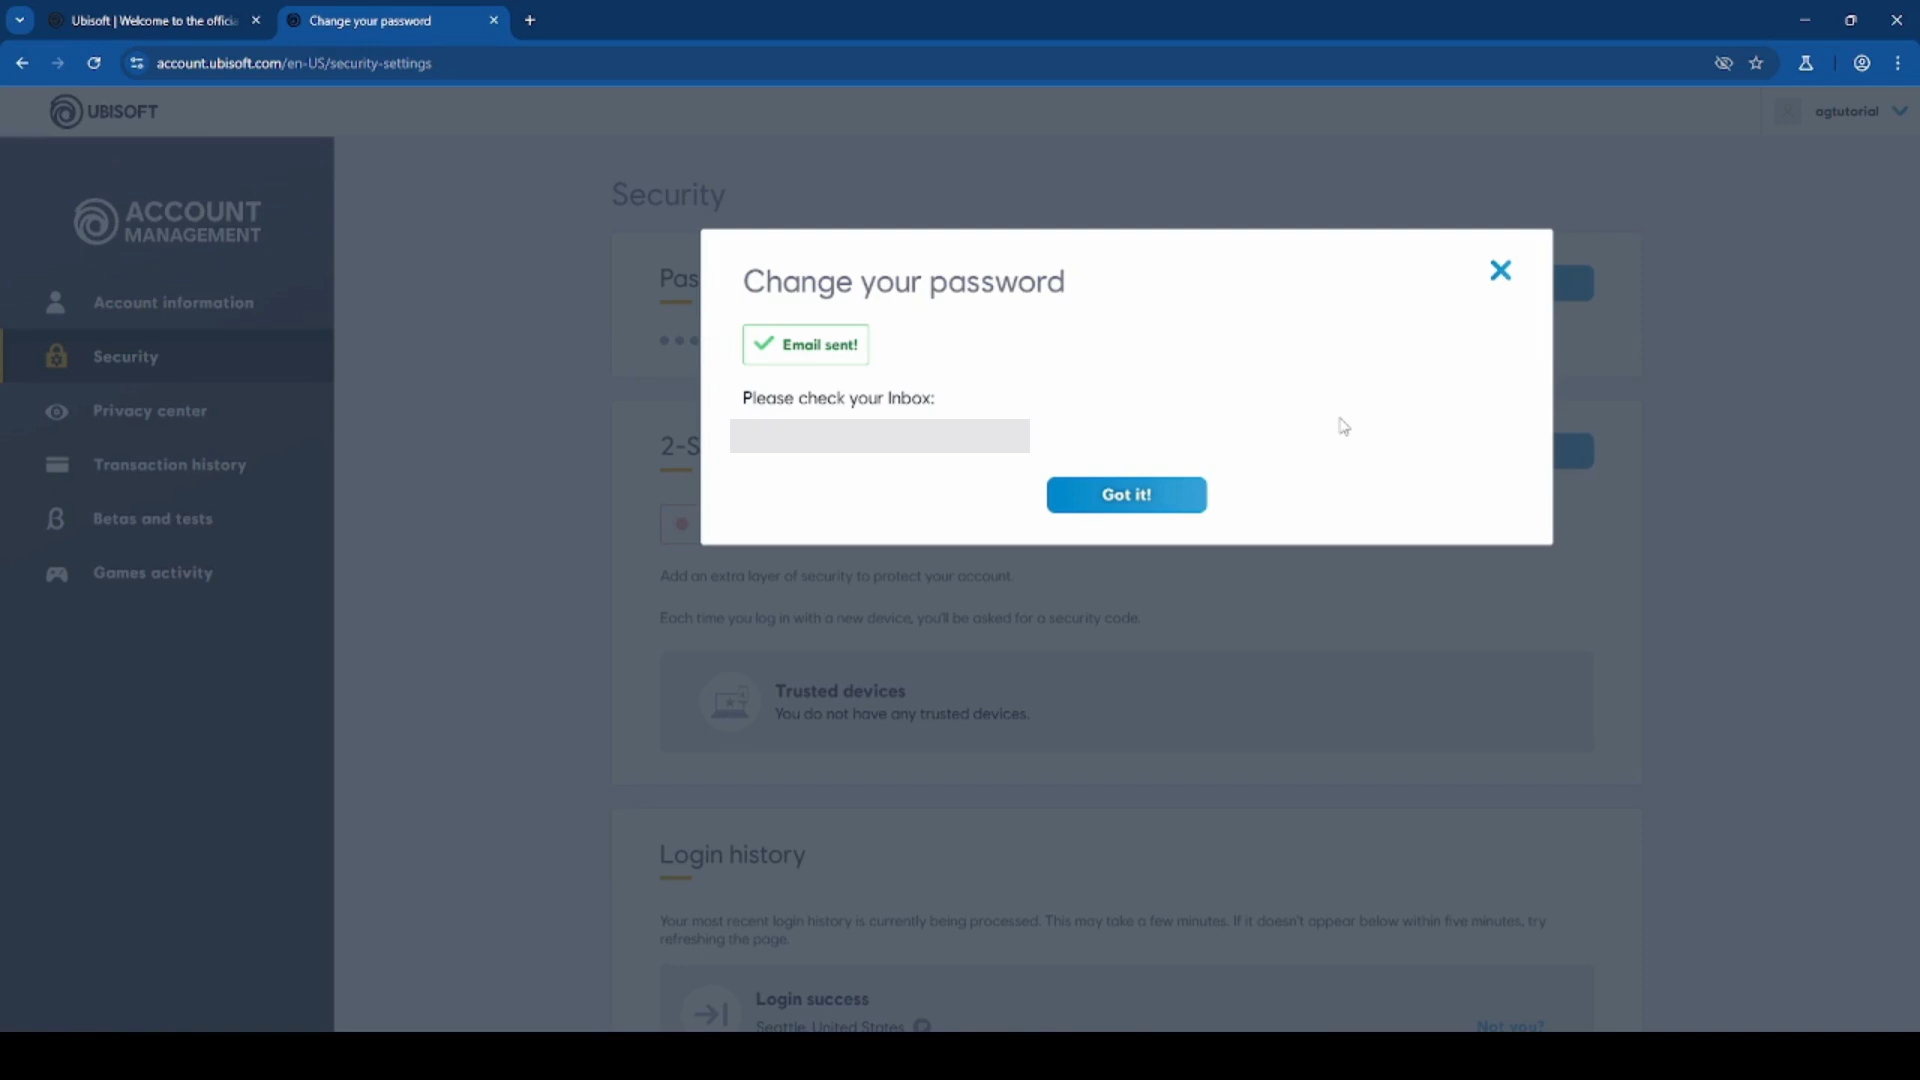 Ubisoft | Welcome to the offici
Change your password
account.ubisoft.com/en-US/security-settings
UBISOFT
agtutorial
ACCOUNT
MANAGEMENT
Account information
Security
Privacy center
Transaction history
Betas and tests
Games activity
Security
Pas
Change your password
Email sent!
Please check your Inbox:
Got it!
2-S
Add an extra layer of security to protect your account.
Each time you log in with a new device, you'll be asked for a security code.
Trusted devices
You do not have any trusted devices.
Login history
Your most recent login history is currently being processed. This may take a few minutes. If it doesn't appear below within five minutes, try
refreshing the page.
Login success
Seattle, United States
Not you?